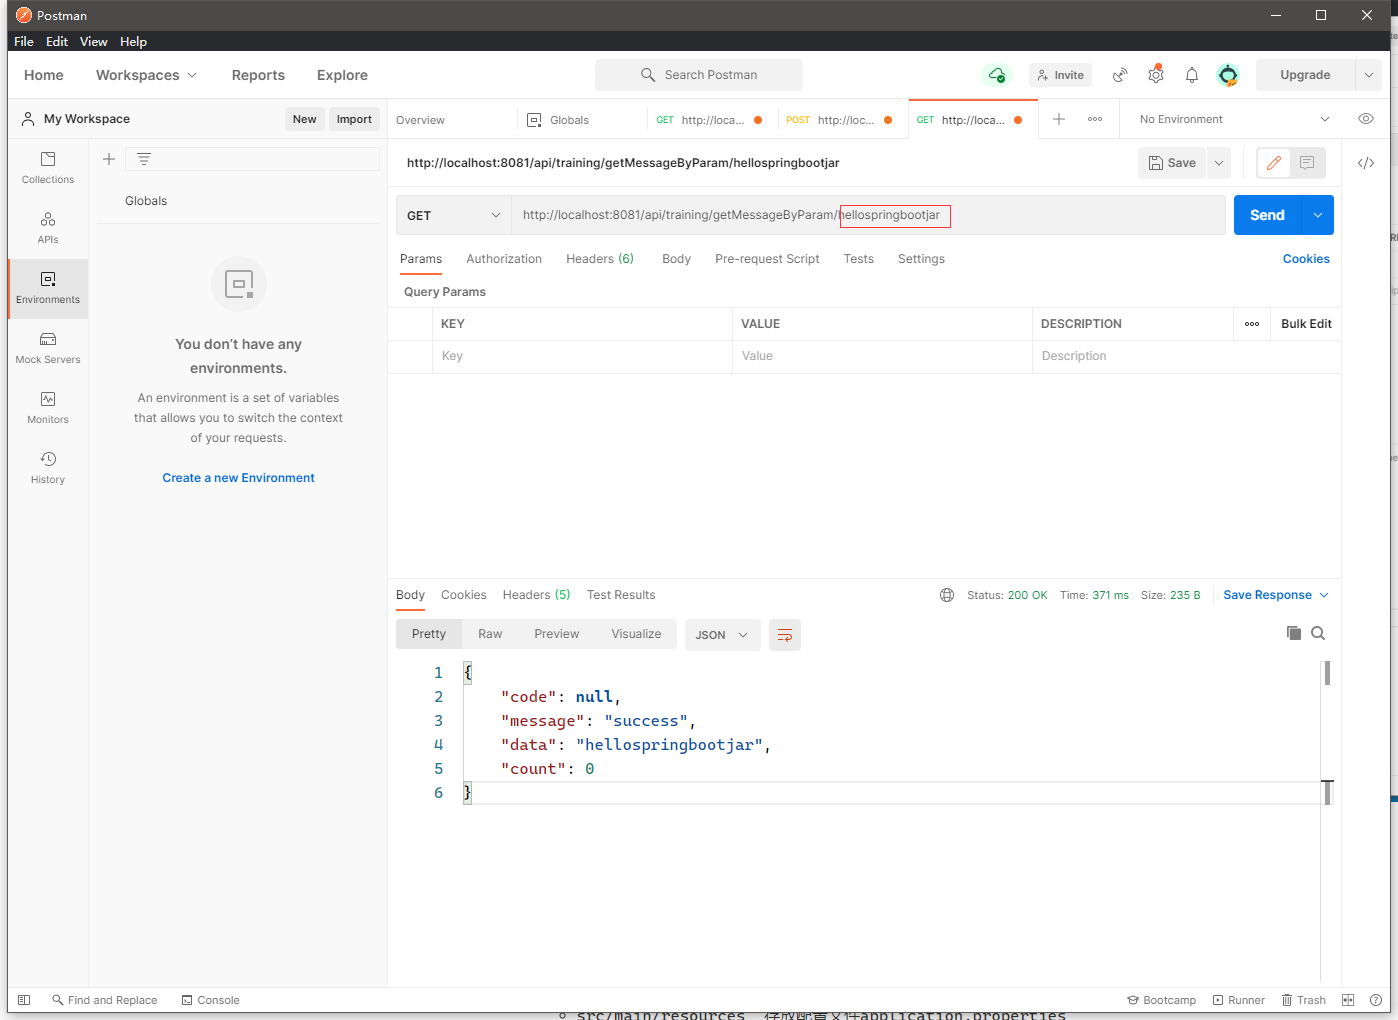 Postman
File Edit View Help
Home Workspaces Reports Explore Search Postman Invite Upgrade
My Workspace New Import Overview Globals GET http://loca... POST http://loc... GET http://loca... No Environment
http://localhost:8081/api/training/getMessageByParam/hellospringbootjar Save
GET http://localhost:8081/api/training/getMessageByParam/hellospringbootjar Send
Params Authorization Headers (6) Body Pre-request Script Tests Settings Cookies
Query Params
KEY VALUE DESCRIPTION Bulk Edit
Key Value Description
Collections
APIs
Environments
Mock Servers
Monitors
History
Globals
You don't have any
environments.
An environment is a set of variables
that allows you to switch the context
of your requests.
Create a new Environment
Body Cookies Headers (5) Test Results Status: 200 OK Time: 371 ms Size: 235 B Save Response
Pretty Raw Preview Visualize JSON
1 {
2 "code": null,
3 "message": "success",
4 "data": "hellospringbootjar",
5 "count": 0
6 }
Find and Replace Console Bootcamp Runner Trash
src/main/resources 存放配置文件application.properties